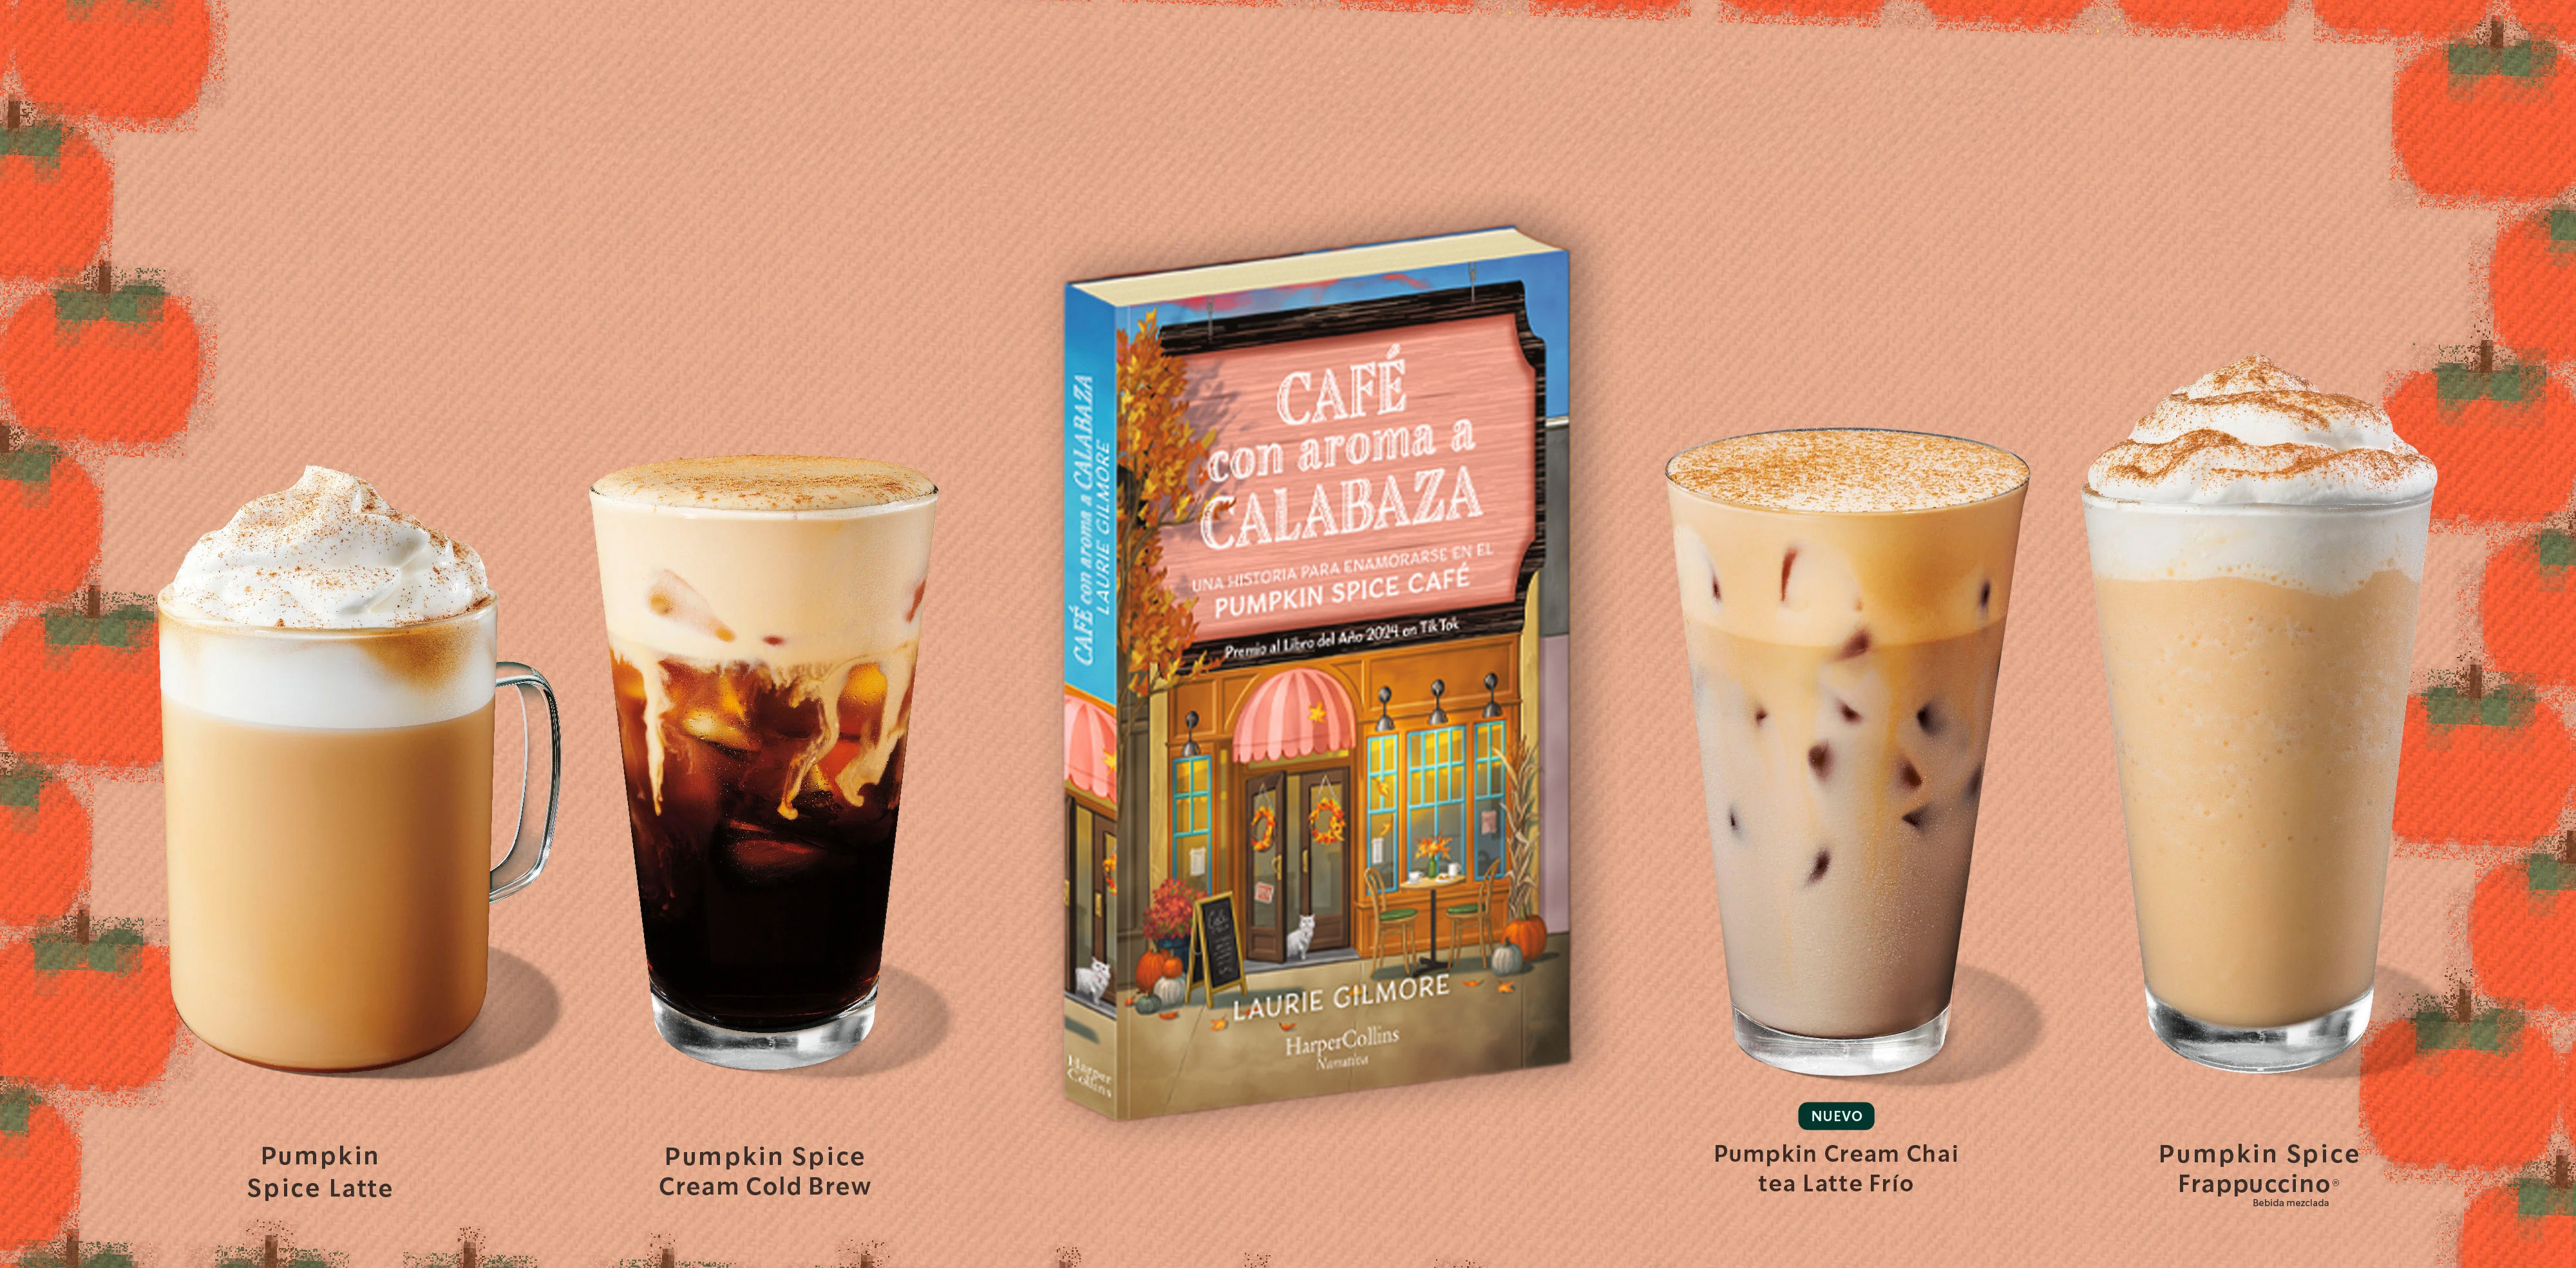 CAFÉ
con aroma a
CALABAZA
UNA HISTORIA PARA ENAMORARSE EN EL
PUMPKIN SPICE CAFÉ
Premio al Libro del Año 2024 en TikTok
LAURIE GILMORE
HarperCollins
Narrativa
CAFÉ con aroma a CALABAZA
LAURIE GILMORE
Harper
Collins
Pumpkin
Spice Latte
Pumpkin Spice
Cream Cold Brew
NUEVO
Pumpkin Cream Chai
tea Latte Frío
Pumpkin Spice
Frappuccino®
Bebida mezclada